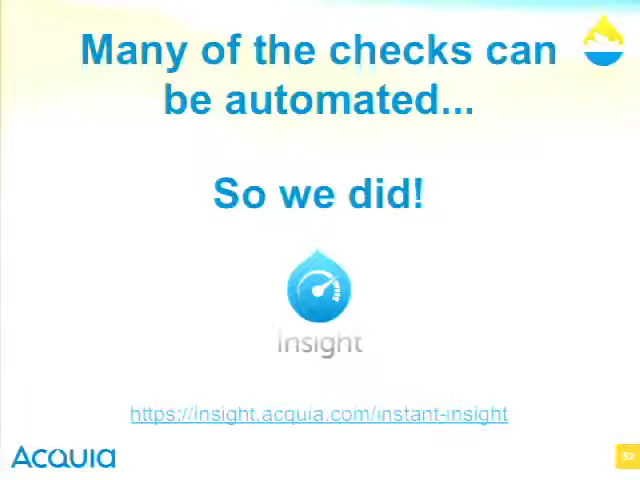 Many of the checks can
be automated...
So we did!
Insight
https://insight.acquia.com/instant-insight
ACQUIA